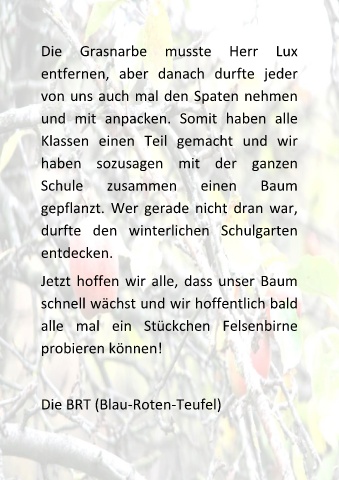 Die Grasnarbe musste Herr Lux
entfernen, aber danach durfte jeder
von uns auch mal den Spaten nehmen
und mit anpacken. Somit haben alle
Klassen einen Teil gemacht und wir
haben sozusagen mit der ganzen
Schule zusammen einen Baum
gepflanzt. Wer gerade nicht dran war,
durfte den winterlichen Schulgarten
entdecken.
Jetzt hoffen wir alle, dass unser Baum
schnell wächst und wir hoffentlich bald
alle mal ein Stückchen Felsenbirne
probieren können!
Die BRT (Blau-Roten-Teufel)